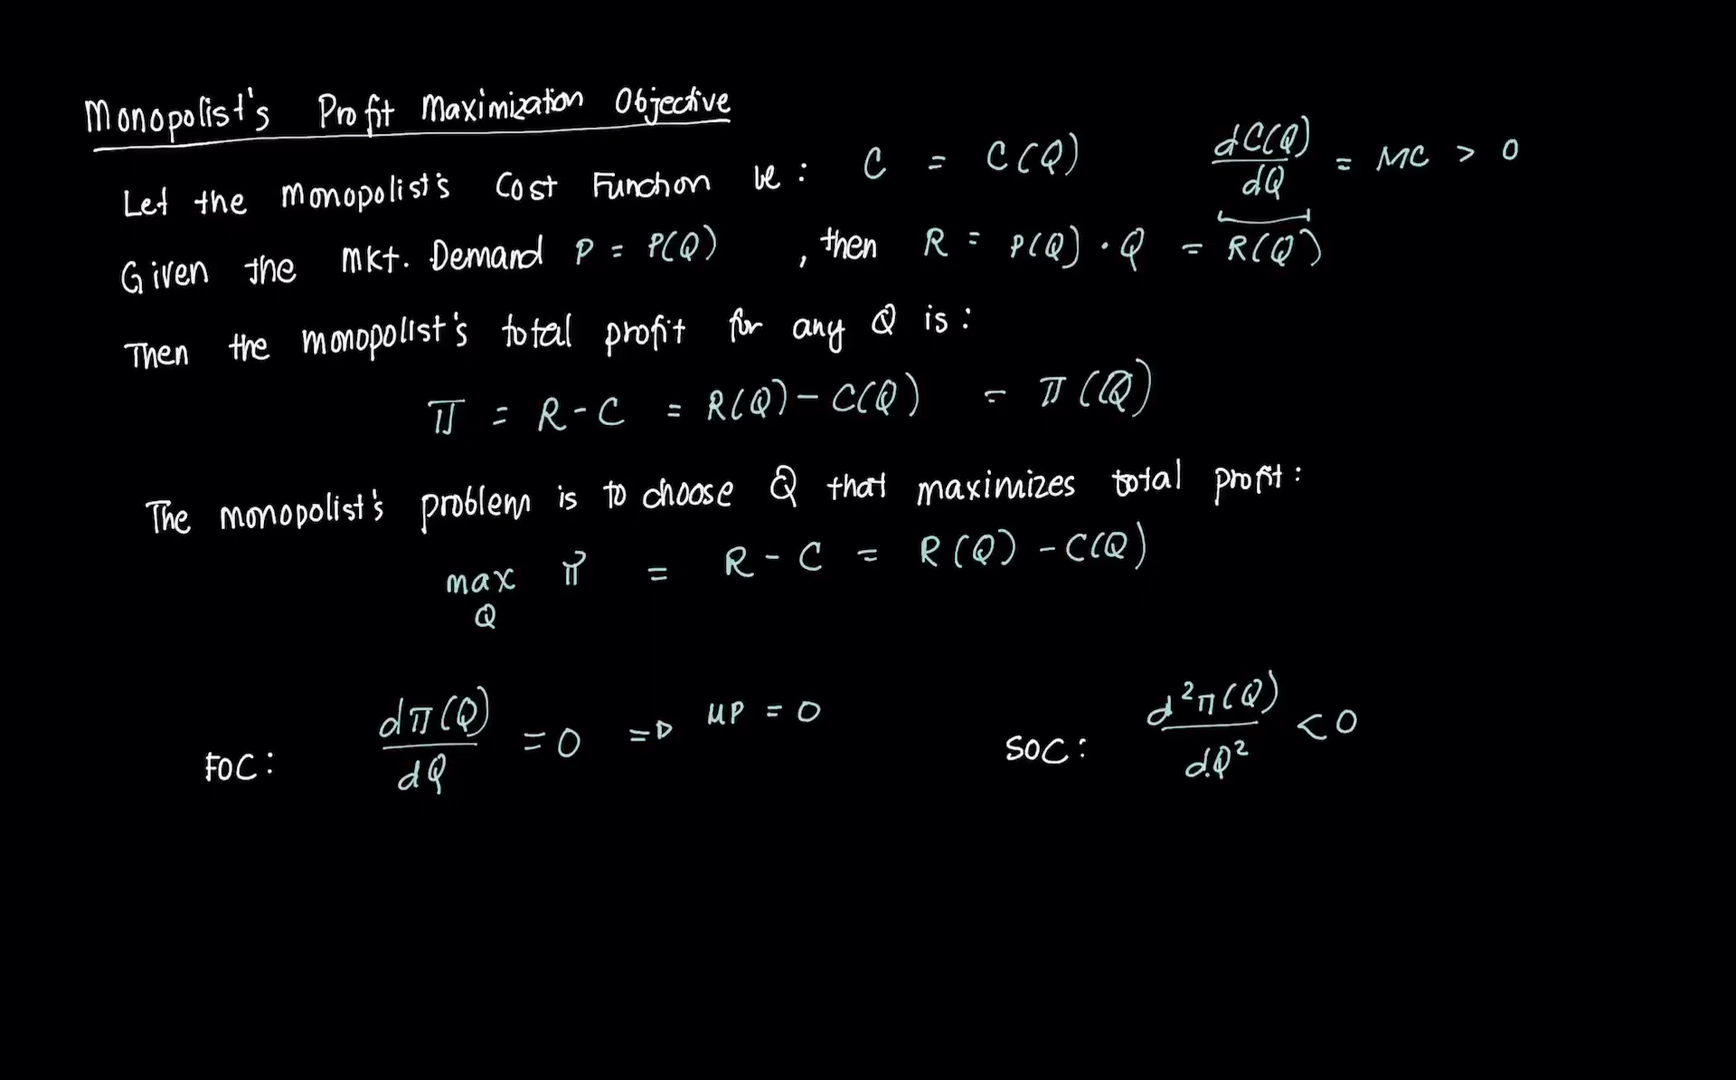 Monopolist's Profit Maximization Objective
Let the monopolist's Cost Function be : C = C(Q) dC(Q)/dQ = MC > 0
Given the mkt. Demand P = P(Q) , then R = P(Q) · Q = R(Q)
Then the monopolist's total profit for any Q is :
π = R - C = R(Q) - C(Q) = π(Q)
The monopolist's problem is to choose Q that maximizes total profit :
max π = R - C = R(Q) - C(Q)
Q
FOC : dπ(Q)/dQ = 0 => MP = 0 SOC : d²π(Q)/dQ² < 0